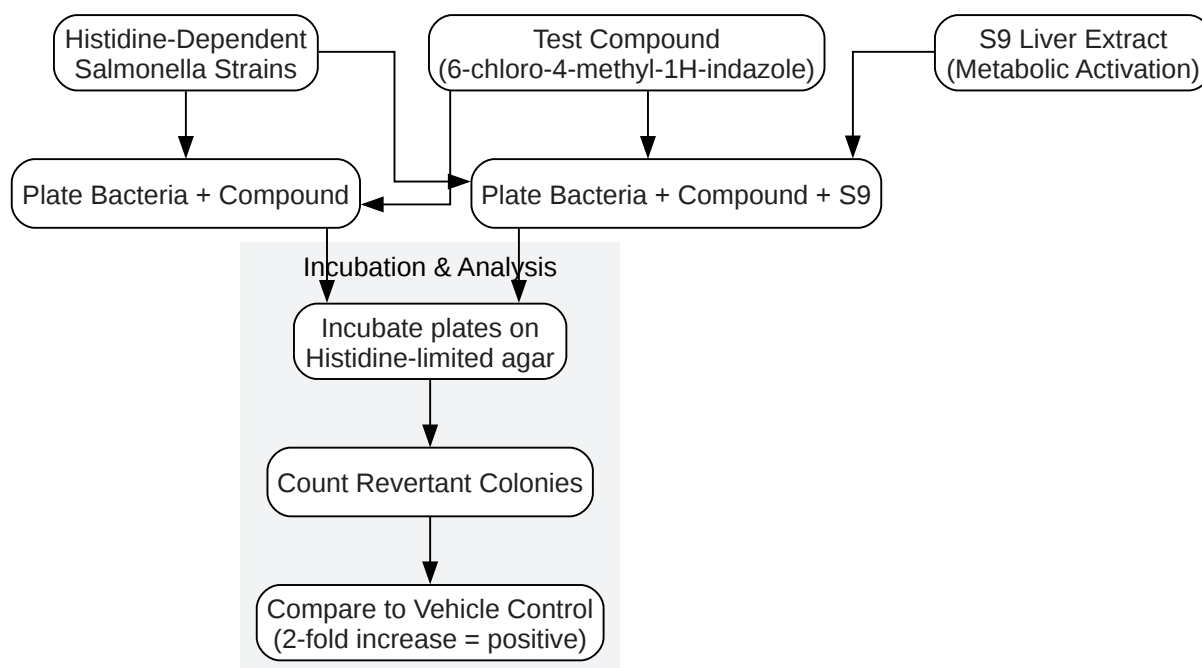 Histidine-Dependent
Salmonella Strains
Test Compound
(6-chloro-4-methyl-1H-indazole)
S9 Liver Extract
(Metabolic Activation)
Plate Bacteria + Compound
Plate Bacteria + Compound + S9
Incubation & Analysis
Incubate plates on
Histidine-limited agar
Count Revertant Colonies
Compare to Vehicle Control
(2-fold increase = positive)